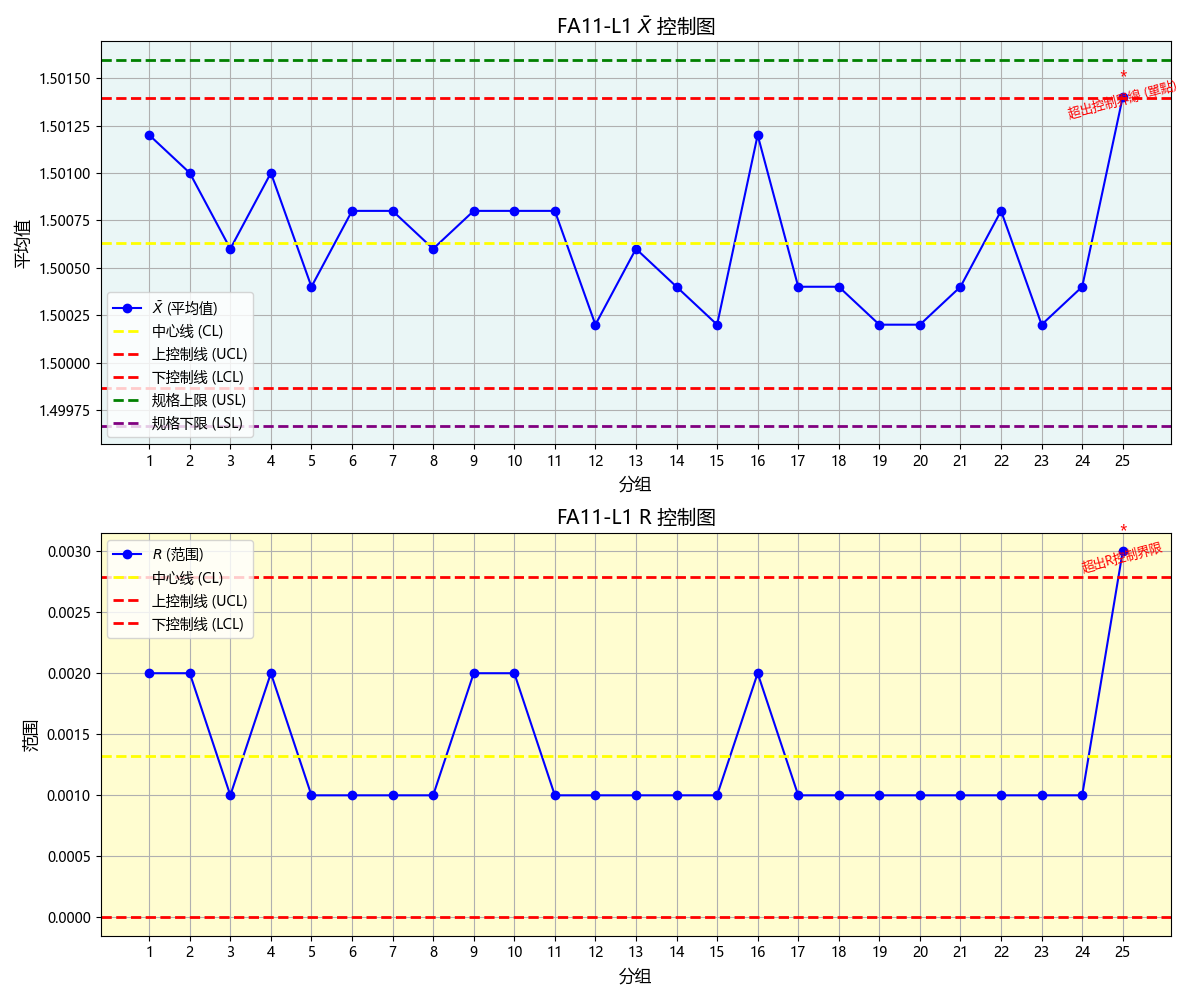 FA11-L1 X̄ 控制图
1.50150
1.50125
1.50100
1.50075
1.50050
1.50025
1.50000
1.49975
平均值
*
超出控制界線 (單點)
X̄ (平均值)
中心线 (CL)
上控制线 (UCL)
下控制线 (LCL)
规格上限 (USL)
规格下限 (LSL)
1 2 3 4 5 6 7 8 9 10 11 12 13 14 15 16 17 18 19 20 21 22 23 24 25
分组
FA11-L1 R 控制图
0.0030
0.0025
0.0020
0.0015
0.0010
0.0005
0.0000
范围
*
超出R控制界限
R (范围)
中心线 (CL)
上控制线 (UCL)
下控制线 (LCL)
1 2 3 4 5 6 7 8 9 10 11 12 13 14 15 16 17 18 19 20 21 22 23 24 25
分组